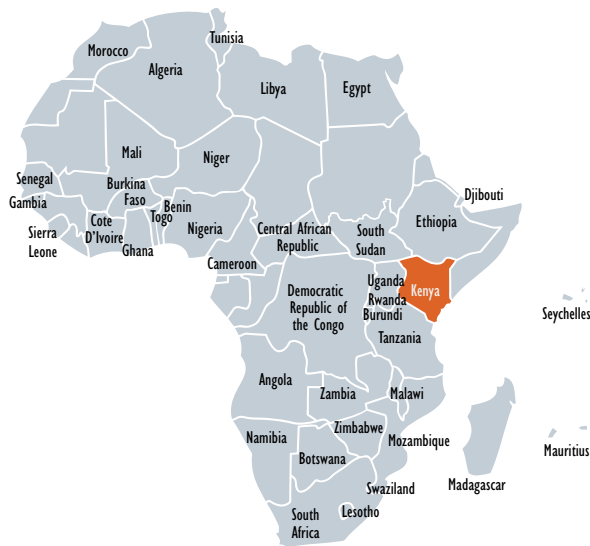 Tunisia
Morocco
Algeria
Libya
Egypt
Mali
Niger
Senegal
Gambia
Burkina
Faso
Benin
Togo
Nigeria
Djibouti
Ethiopia
Sierra
Leone
Cote
D'Ivoire
Ghana
Central African
Republic
South
Sudan
Cameroon
Uganda
Rwanda
Burundi
Kenya
Democratic
Republic of
the Congo
Tanzania
Seychelles
Angola
Zambia
Malawi
Zimbabwe
Mozambique
Namibia
Botswana
Mauritius
Madagascar
Swaziland
Lesotho
South
Africa